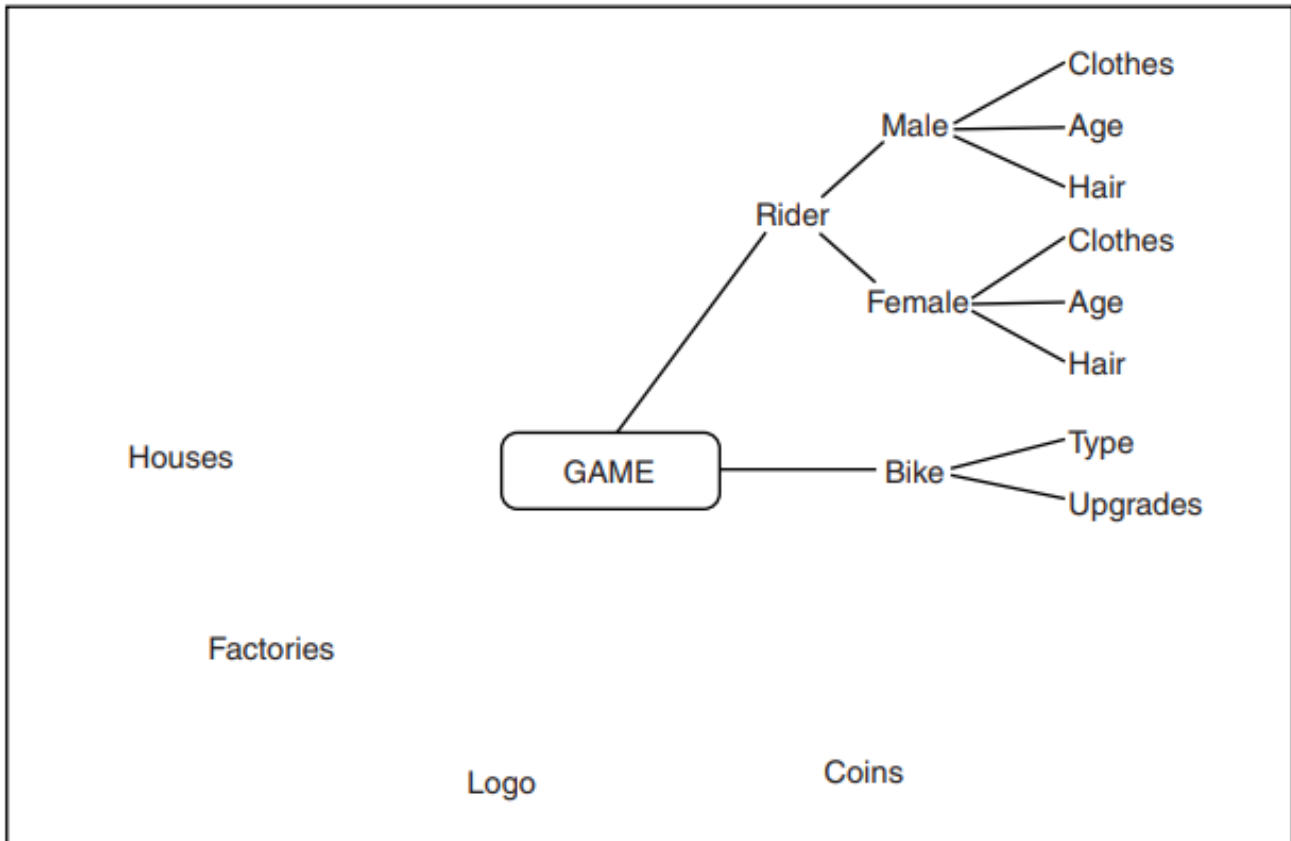 Clothes
Male
Age
Hair
Rider
Clothes
Female
Age
Hair
Houses
GAME
Bike
Type
Upgrades
Factories
Logo
Coins